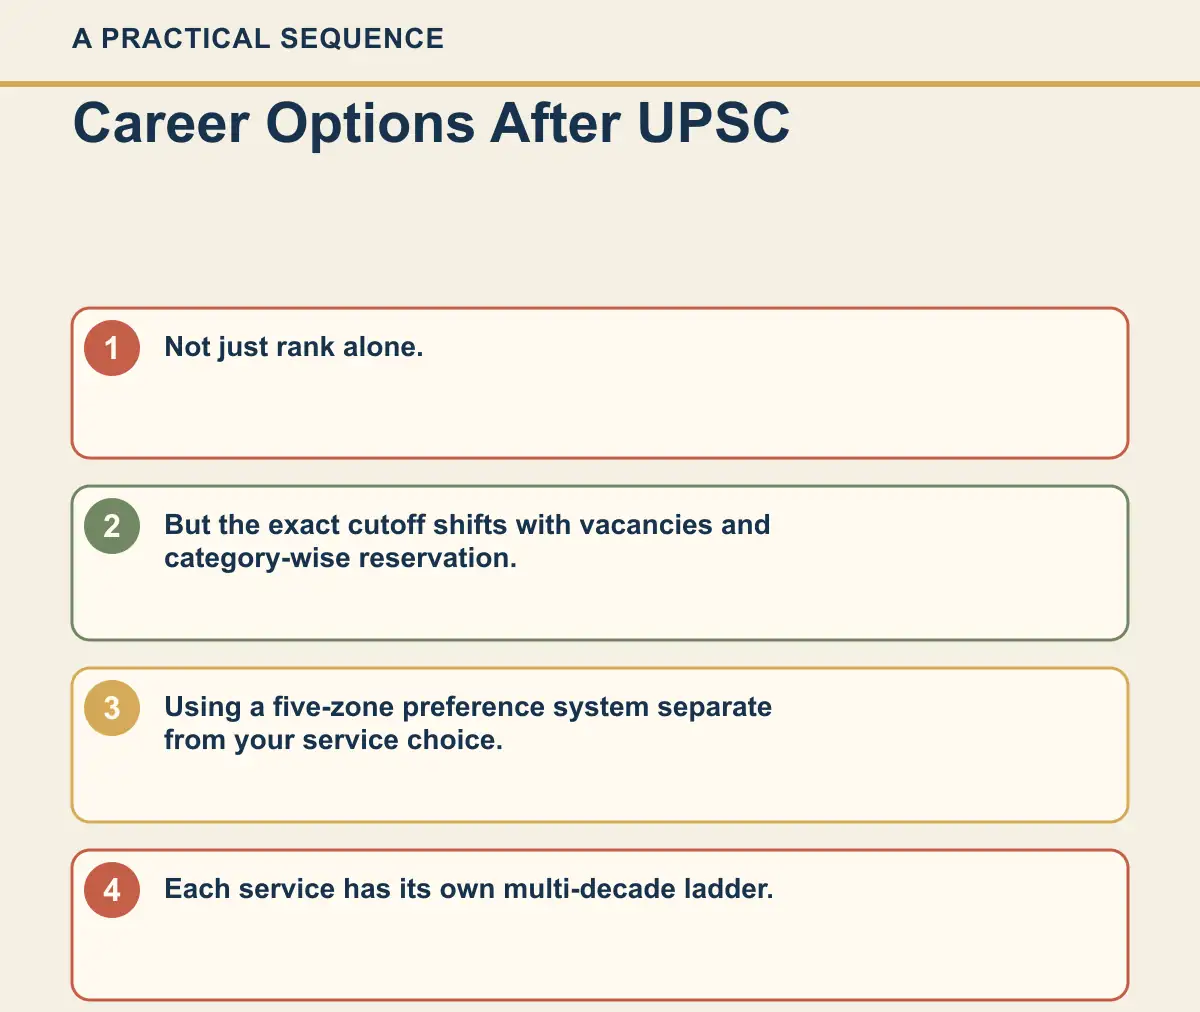 A PRACTICAL SEQUENCE
Career Options After UPSC
1
Not just rank alone.
2
But the exact cutoff shifts with vacancies and
category-wise reservation.
3
Using a five-zone preference system separate
from your service choice.
4
Each service has its own multi-decade ladder.